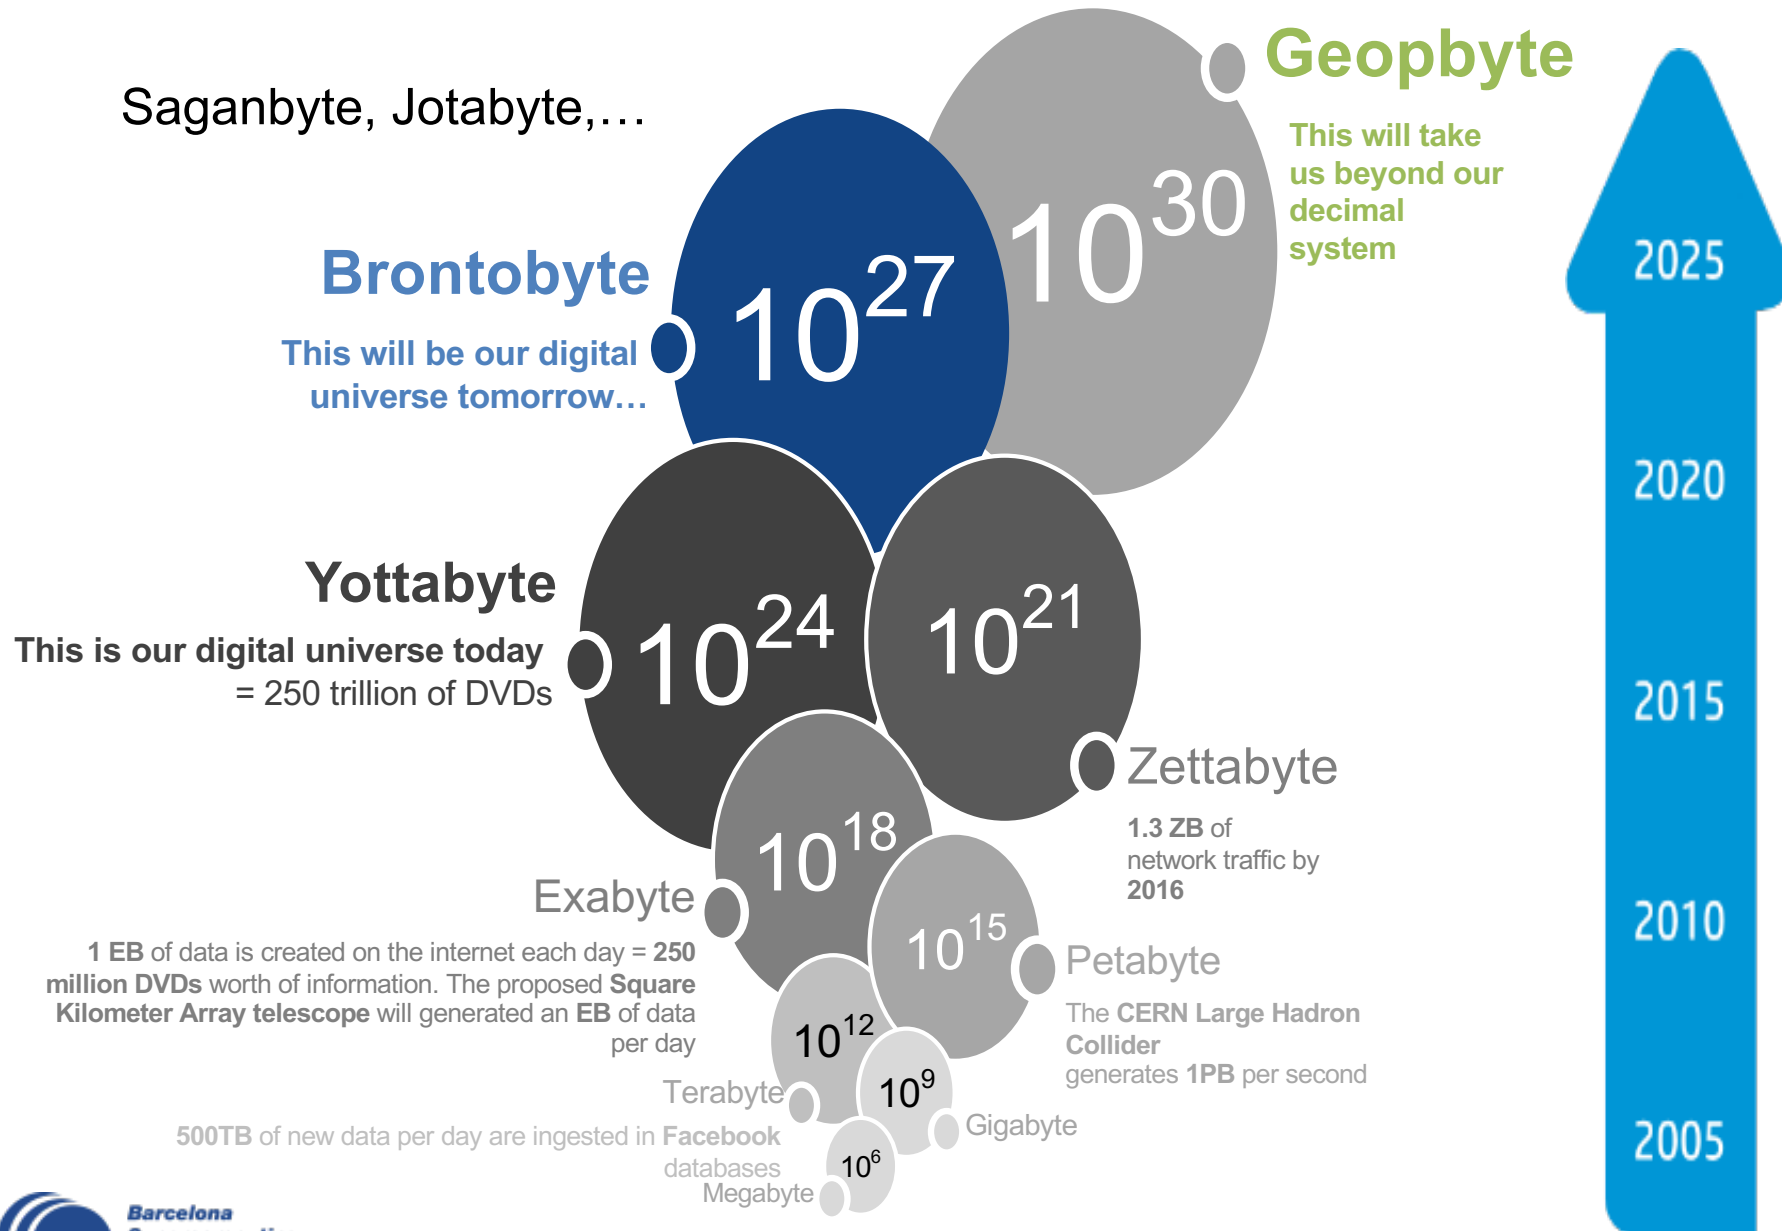 Saganbyte, Jotabyte,…
Geopbyte
This will take
us beyond our
decimal
system
10^30
Brontobyte
This will be our digital
universe tomorrow…
10^27
Yottabyte
This is our digital universe today
= 250 trillion of DVDs
10^24
10^21
Zettabyte
1.3 ZB of
network traffic by
2016
10^18
Exabyte
1 EB of data is created on the internet each day = 250
million DVDs worth of information. The proposed Square
Kilometer Array telescope will generated an EB of data
per day
10^15
Petabyte
The CERN Large Hadron
Collider
generates 1PB per second
10^12
Terabyte
500TB of new data per day are ingested in Facebook
databases
10^9
Gigabyte
10^6
Megabyte
2025
2020
2015
2010
2005
Barcelona